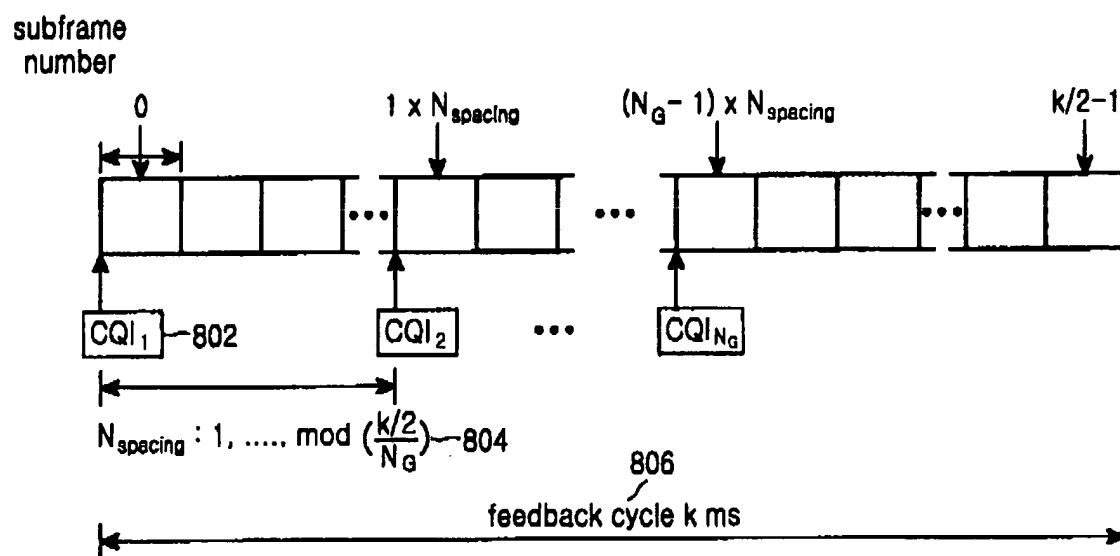 subframe
number
0
1 x N_spacing
(N_G - 1) x N_spacing
k/2-1
•••
•••
•••
CQI_1
802
CQI_2
•••
CQI_N_G
N_spacing : 1, ..... mod (k/2 / N_G) 804
806
feedback cycle k ms